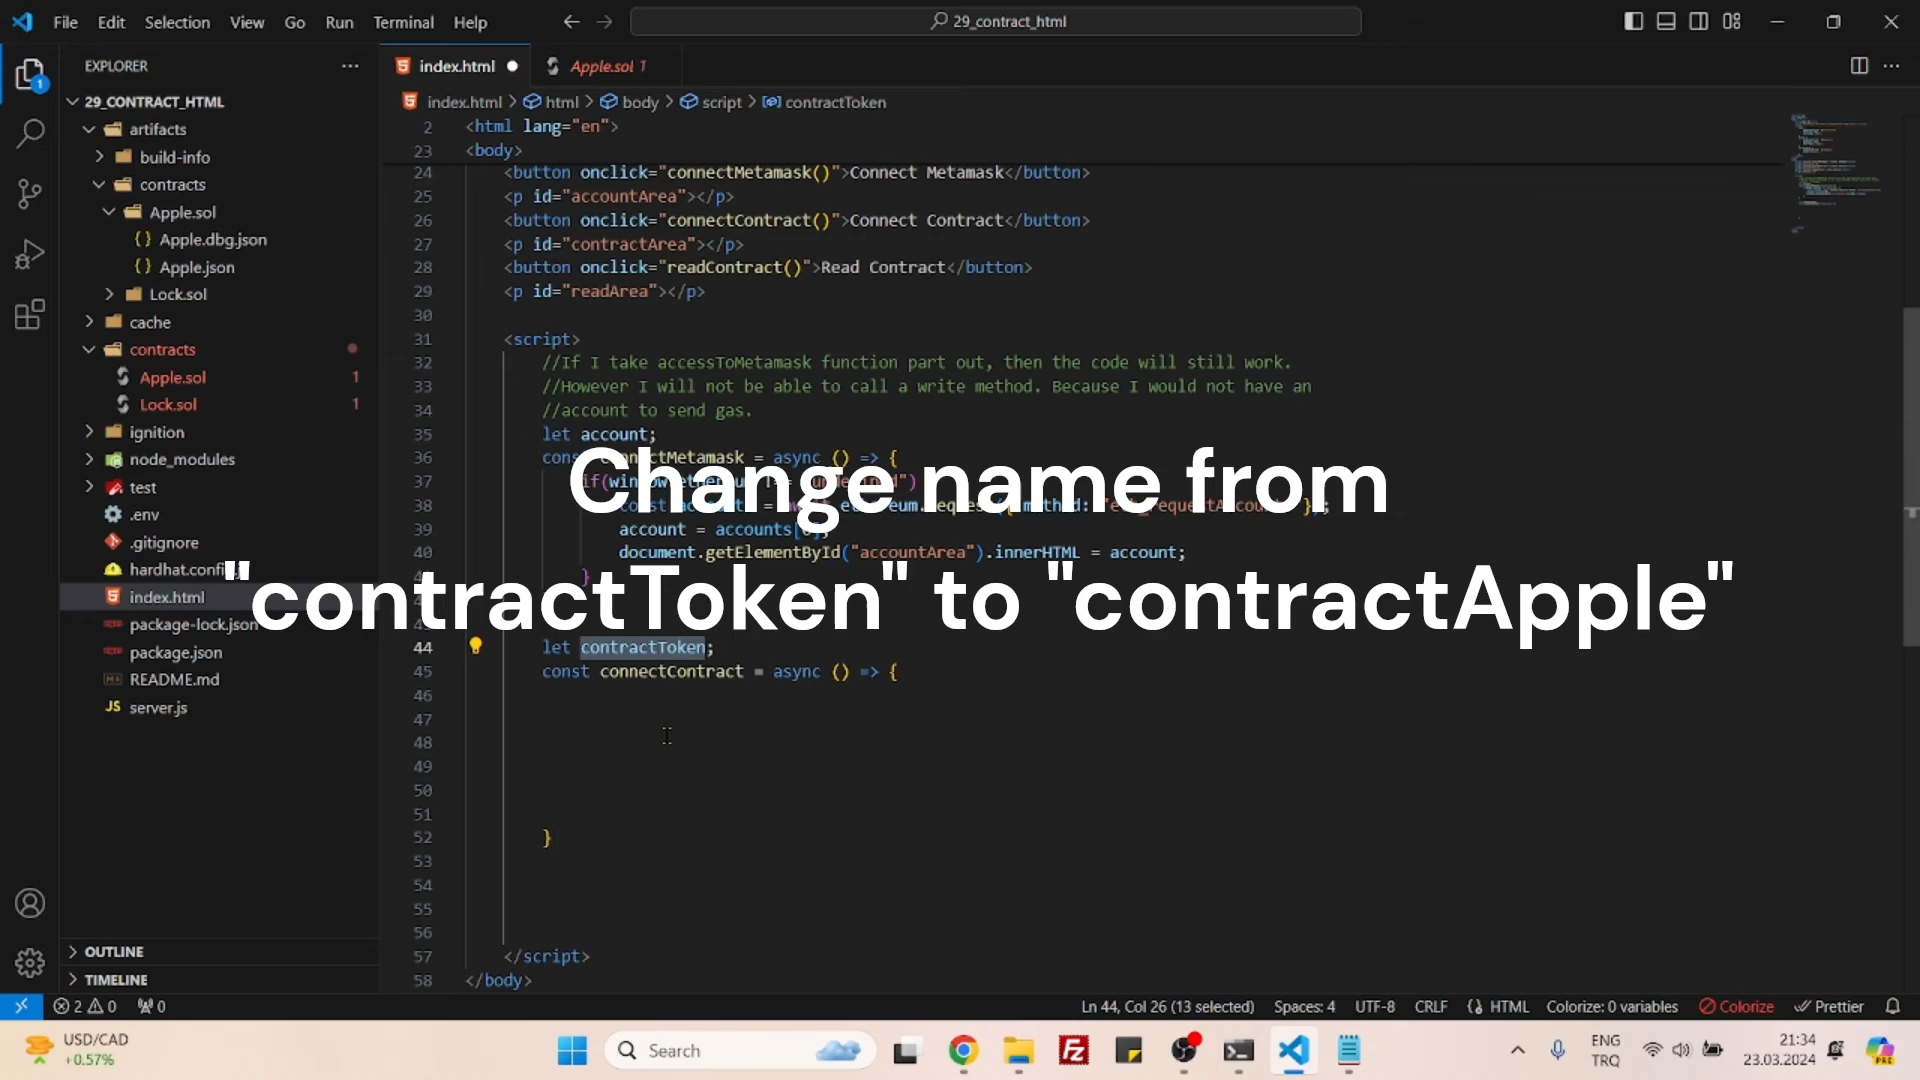 File Edit Selection View Go Run Terminal Help
29_contract_html
EXPLORER
29_CONTRACT_HTML
artifacts
build-info
contracts
Apple.sol
Apple.dbg.json
Apple.json
Lock.sol
cache
contracts
Apple.sol 1
Lock.sol 1
ignition
node_modules
test
.env
.gitignore
index.html
package-lock.json
package.json
README.md
server.js
OUTLINE
TIMELINE
index.html Apple.sol 1
index.html > html > body > script > contractToken
2 <html lang="en">
23 <body>
24 <button onclick="connectMetamask()">Connect Metamask</button>
25 <p id="accountArea"></p>
26 <button onclick="connectContract()">Connect Contract</button>
27 <p id="contractArea"></p>
28 <button onclick="readContract()">Read Contract</button>
29 <p id="readArea"></p>
30
31 <script>
32 //If I take accessToMetamask function part out, then the code will still work.
33 //However I will not be able to call a write method. Because I would not have an
34 //account to send gas.
35 let account;
36 = async () => {
37
38
39 account =
40 document.getElementById("accountArea").innerHTML = account;
}
44 let contractToken;
45 const connectContract = async () => {
46
47
48
49
50
51
52 }
53
54
55
56
57 </script>
58 </body>
Change name from
"contractToken" to "contractApple"
2 0 0
Ln 44, Col 26 (13 selected) Spaces: 4 UTF-8 CRLF HTML Colorize: 0 variables Colorize Prettier
USD/CAD
+0.57%
Search
ENG
TRQ
21:34
23.03.2024